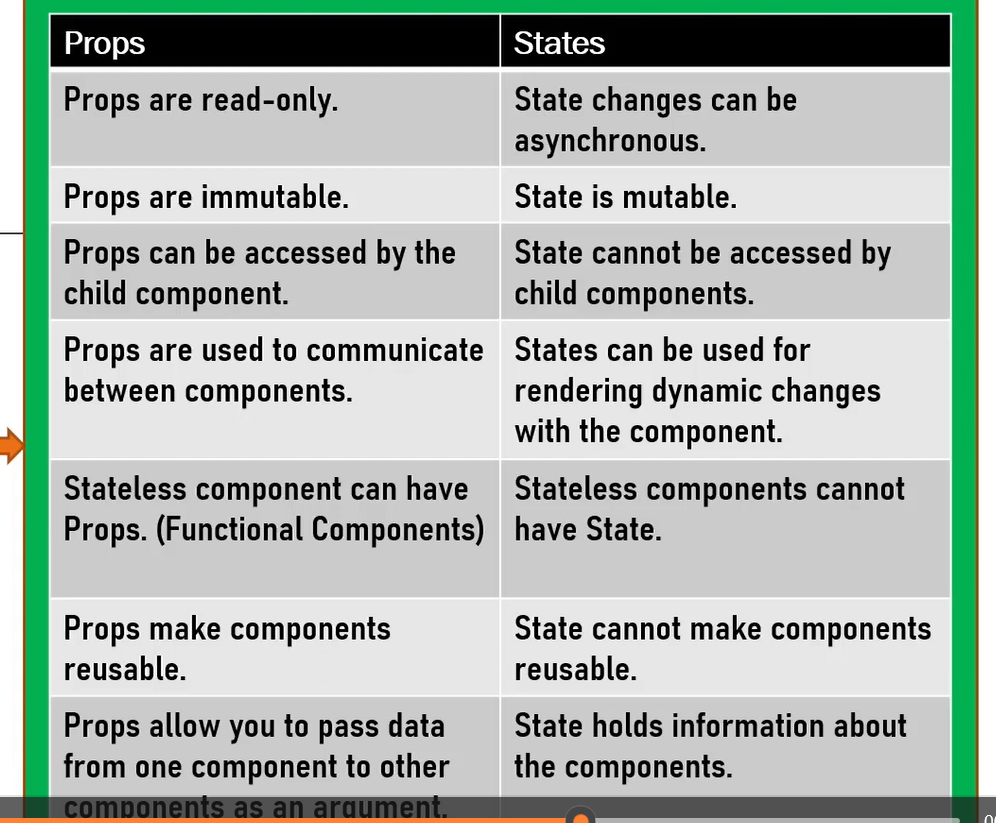 Props
States
Props are read-only.
State changes can be
asynchronous.
Props are immutable.
State is mutable.
Props can be accessed by the
child component.
State cannot be accessed by
child components.
Props are used to communicate
between components.
States can be used for
rendering dynamic changes
with the component.
Stateless component can have
Props. (Functional Components)
Stateless components cannot
have State.
Props make components
reusable.
State cannot make components
reusable.
Props allow you to pass data
from one component to other
components as an argument.
State holds information about
the components.